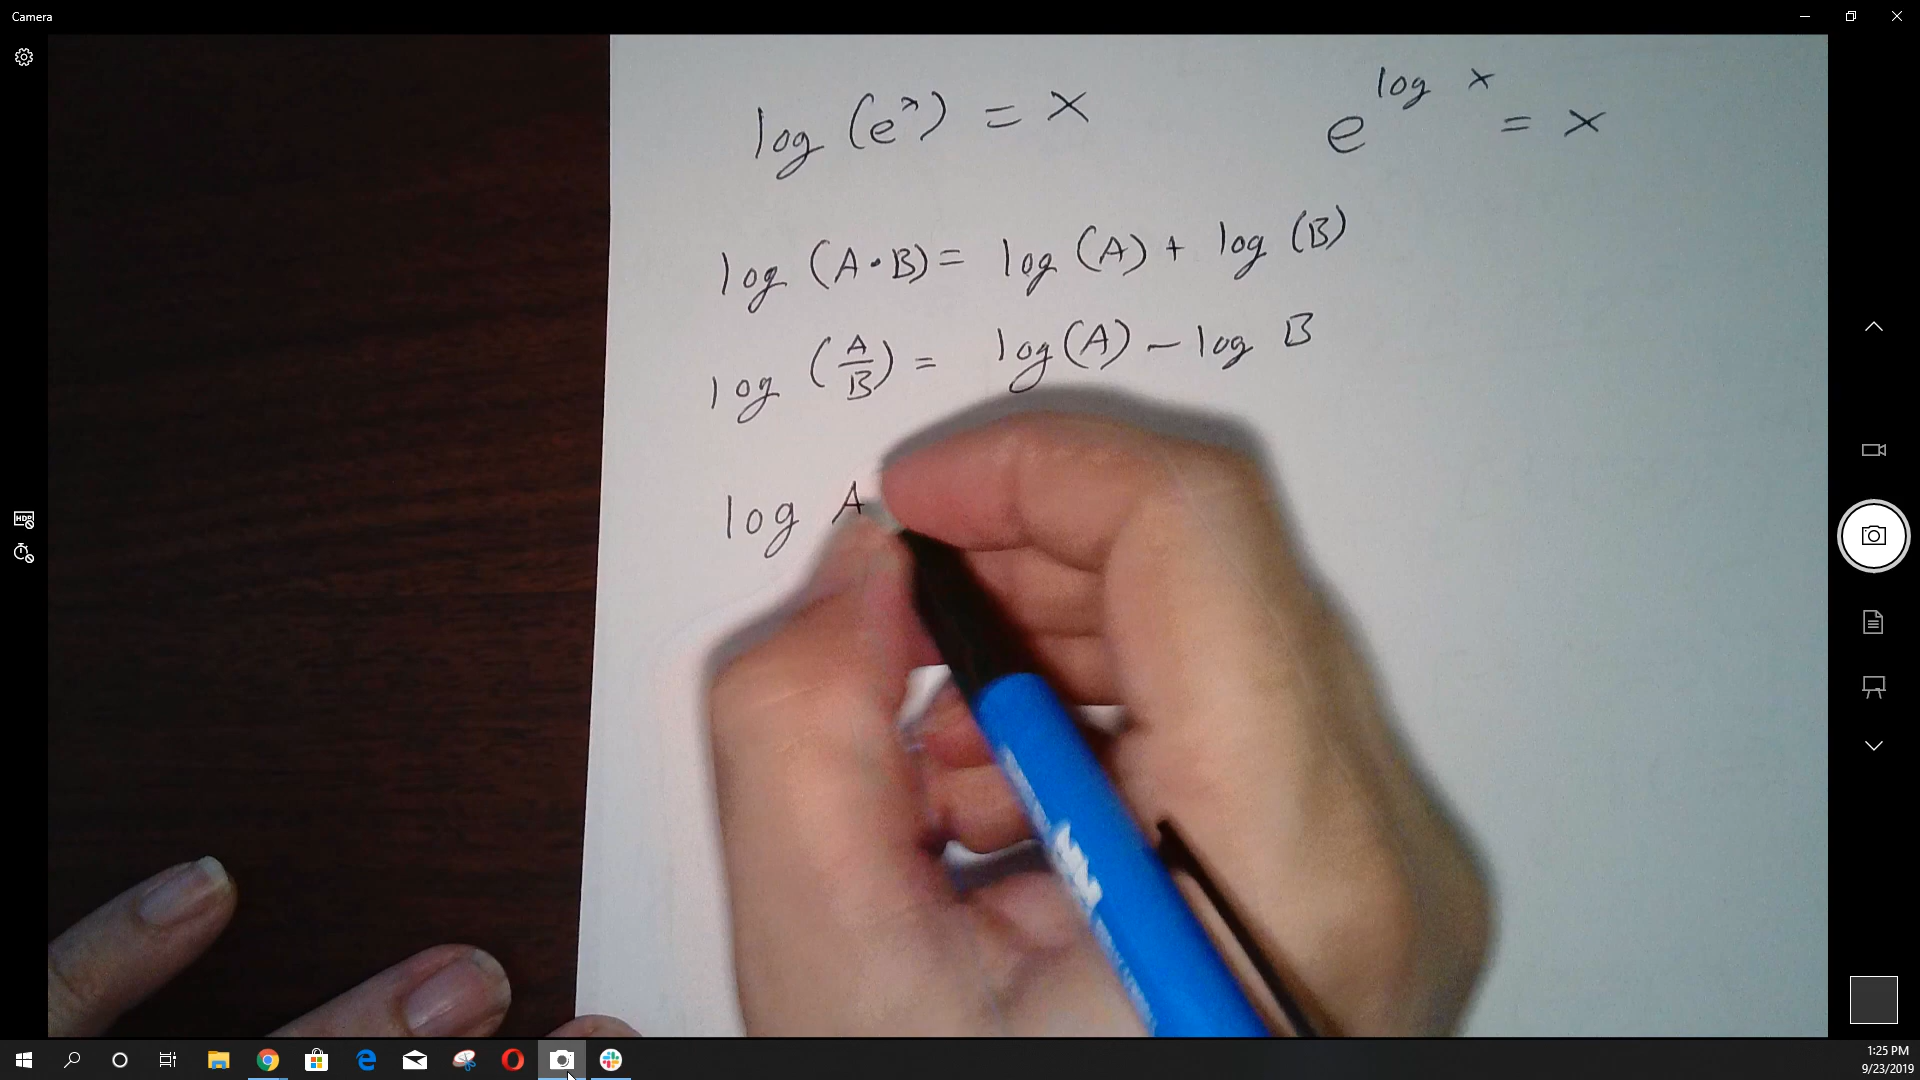 Camera
log (e^x) = x
e^{log x} = x
log (A · B) = log (A) + log (B)
log (A/B) = log(A) – log B
log A
1:25 PM
9/23/2019